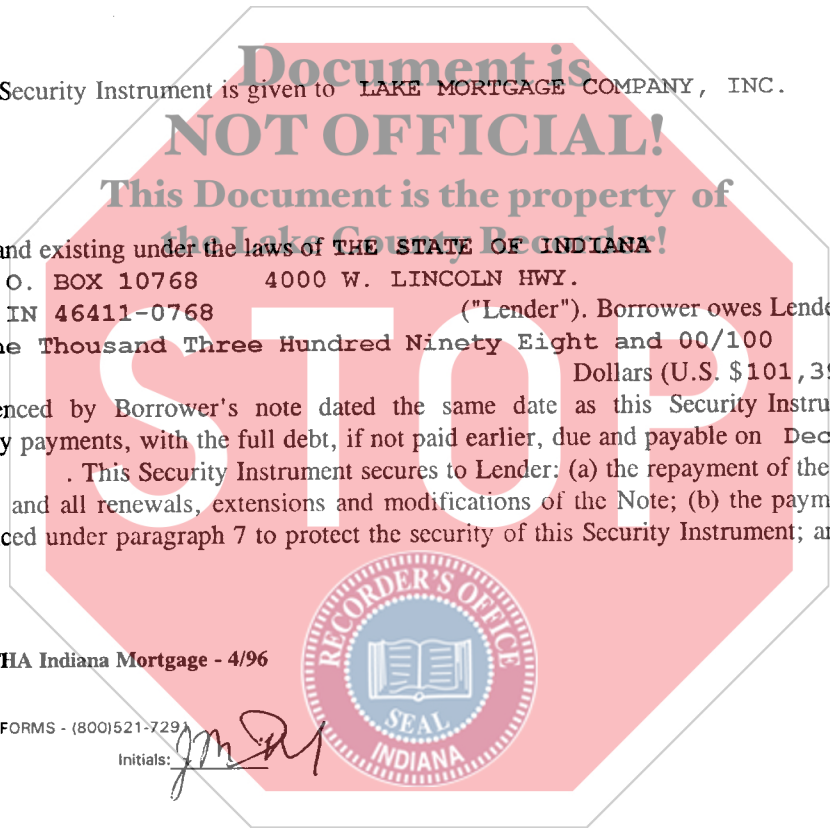 Document is
Security Instrument is given to LAKE MORTGAGE COMPANY, INC.
NOT OFFICIAL!
This Document is the property of
the Lake County Recorder!
and existing under the laws of THE STATE OF INDIANA
O. BOX 10768 4000 W. LINCOLN HWY.
IN 46411-0768 ("Lender"). Borrower owes Lende
e Thousand Three Hundred Ninety Eight and 00/100
Dollars (U.S. $101,39
enced by Borrower's note dated the same date as this Security Instru
y payments, with the full debt, if not paid earlier, due and payable on Dec
. This Security Instrument secures to Lender: (a) the repayment of the
and all renewals, extensions and modifications of the Note; (b) the paym
ced under paragraph 7 to protect the security of this Security Instrument; an
STOP
RECORDER'S OFFICE
SEAL
INDIANA
HA Indiana Mortgage - 4/96
FORMS - (800)521-7291
Initials: